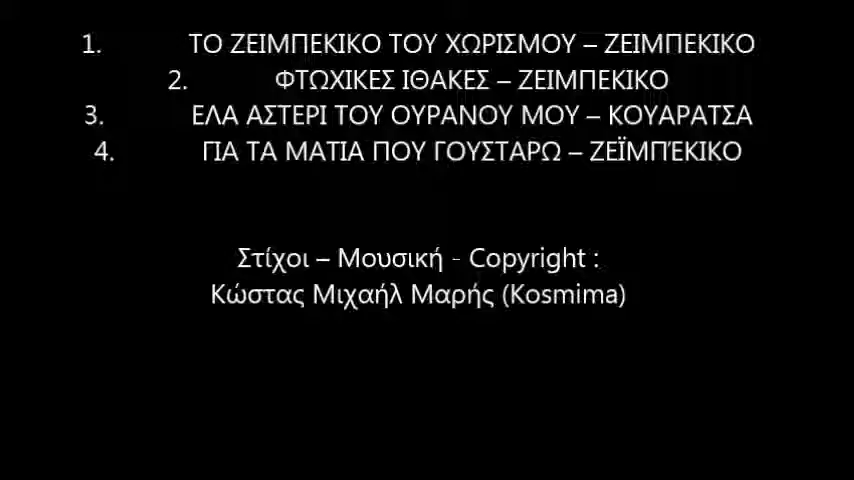 1. ΤΟ ΖΕΙΜΠΕΚΙΚΟ ΤΟΥ ΧΩΡΙΣΜΟΥ – ΖΕΙΜΠΕΚΙΚΟ
2. ΦΤΩΧΙΚΕΣ ΙΘΑΚΕΣ – ΖΕΙΜΠΕΚΙΚΟ
3. ΕΛΑ ΑΣΤΕΡΙ ΤΟΥ ΟΥΡΑΝΟΥ ΜΟΥ – ΚΟΥΑΡΑΤΣΑ
4. ΓΙΑ ΤΑ ΜΑΤΙΑ ΠΟΥ ΓΟΥΣΤΑΡΩ – ΖΕΪΜΠΈΚΙΚΟ
Στίχοι – Μουσική - Copyright :
Κώστας Μιχαήλ Μαρής (Kosmima)